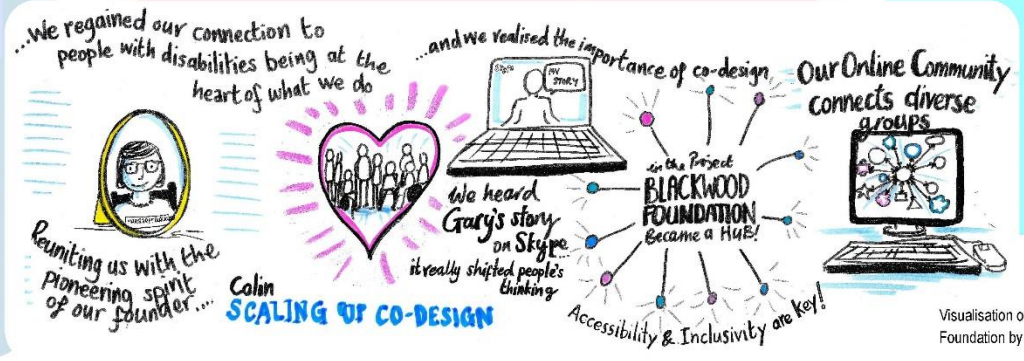 ...We regained our connection to
people with disabilities being at the
heart of what we do
Reuniting us with the
pioneering spirit
of our founder....
Colin
SCALING UP CO-DESIGN
...and we realised the importance of co-design
MY
STORY
We heard
Gary's story
on Skype...
it really shifted people's
thinking
in the Project
BLACKWOOD
FOUNDATION
Became a HUB!
Accessibility & Inclusivity are key!
Our Online Community
connects diverse
groups
Visualisation o
Foundation by